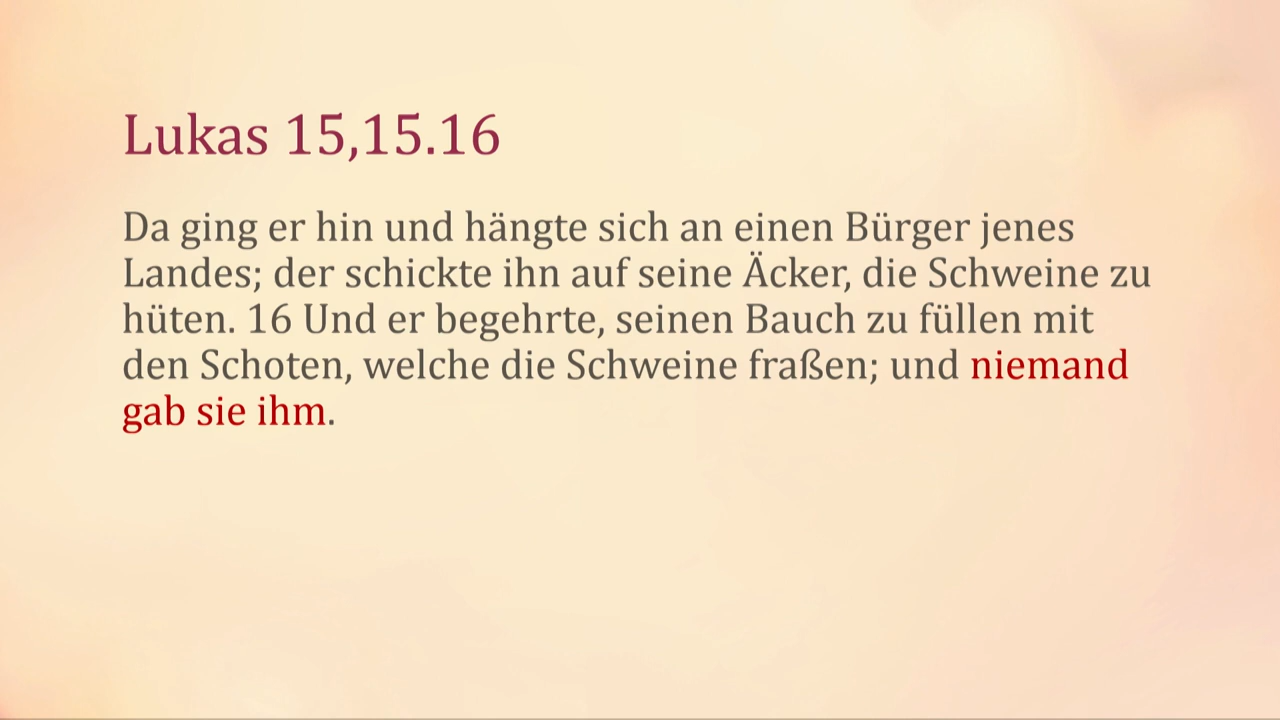 Lukas 15,15.16
Da ging er hin und hängte sich an einen Bürger jenes
Landes; der schickte ihn auf seine Äcker, die Schweine zu
hüten. 16 Und er begehrte, seinen Bauch zu füllen mit
den Schoten, welche die Schweine fraßen; und niemand
gab sie ihm.